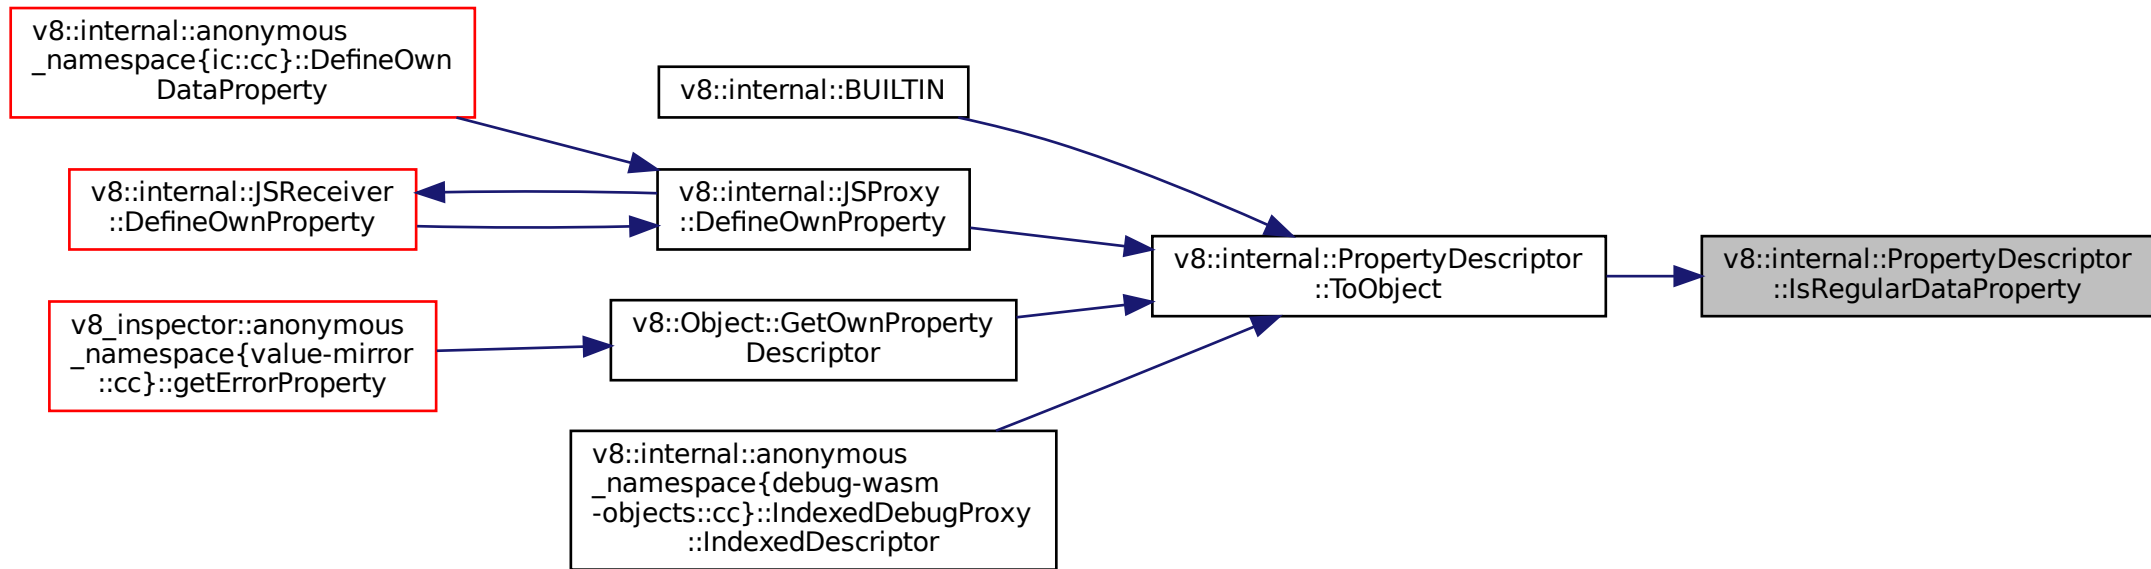 v8::internal::anonymous
_namespace{ic::cc}::DefineOwn
DataProperty
v8::internal::JSReceiver
::DefineOwnProperty
v8_inspector::anonymous
_namespace{value-mirror
::cc}::getErrorProperty
v8::internal::BUILTIN
v8::internal::JSProxy
::DefineOwnProperty
v8::Object::GetOwnProperty
Descriptor
v8::internal::anonymous
_namespace{debug-wasm
-objects::cc}::IndexedDebugProxy
::IndexedDescriptor
v8::internal::PropertyDescriptor
::ToObject
v8::internal::PropertyDescriptor
::IsRegularDataProperty